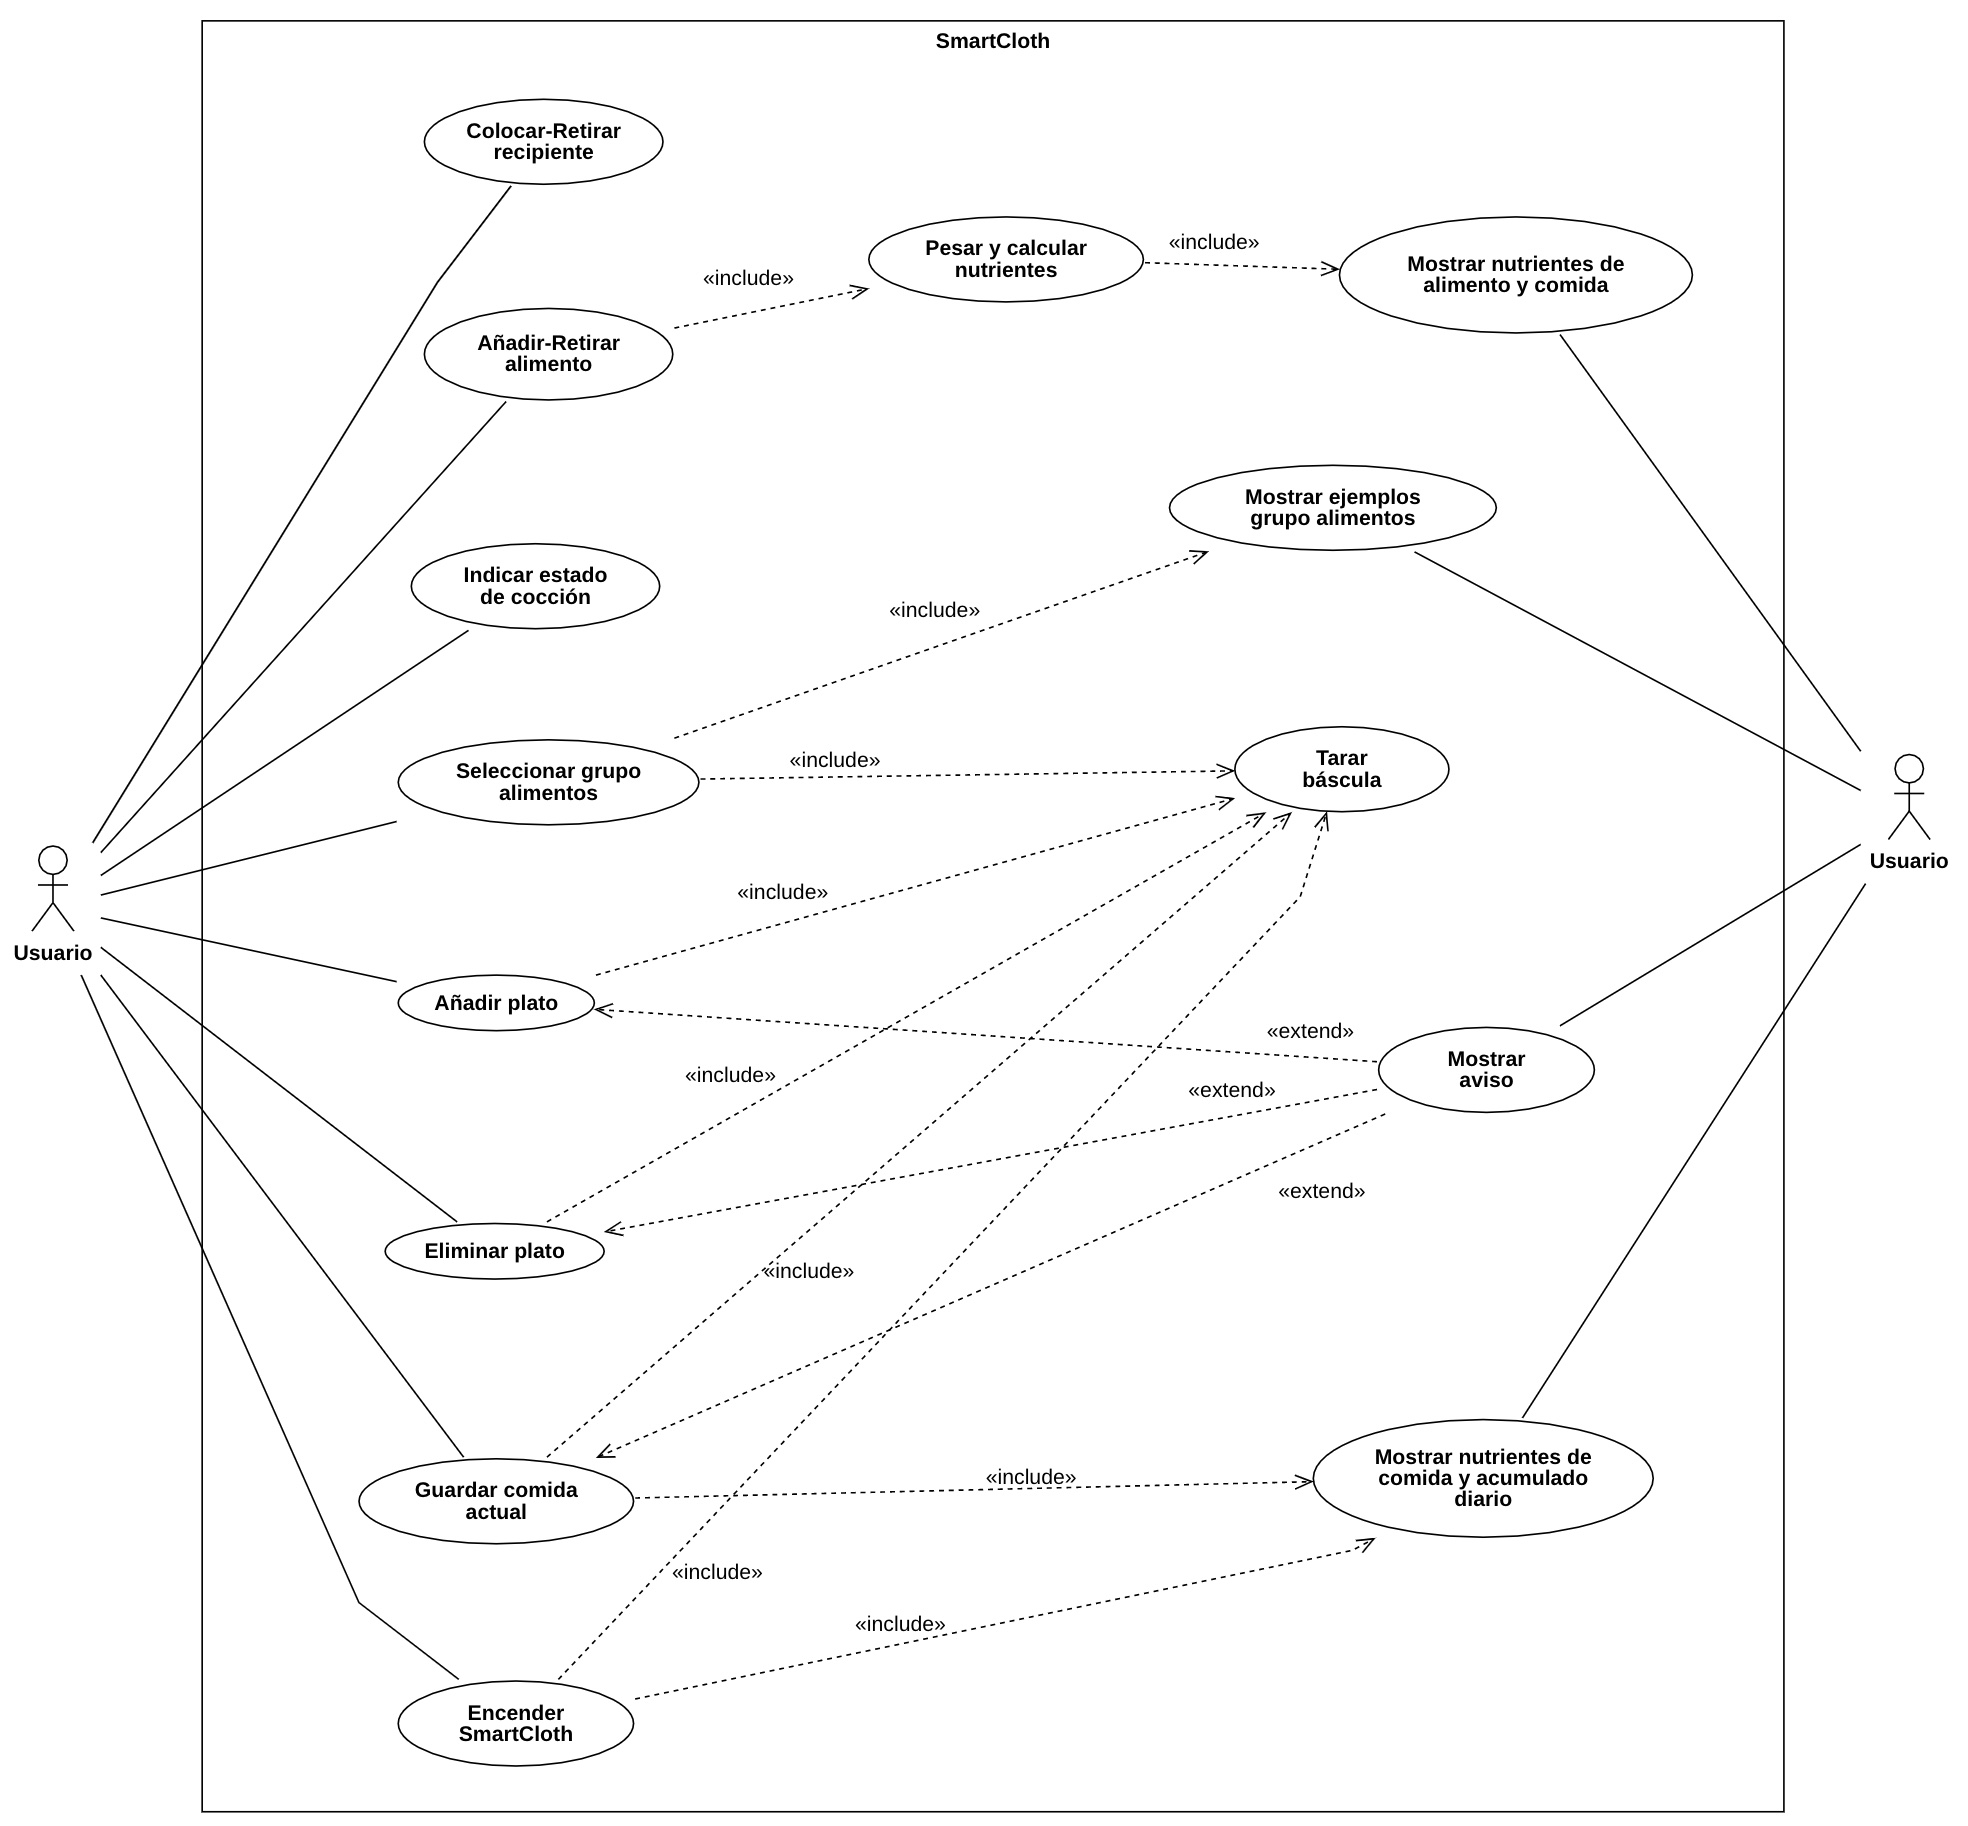 SmartCloth
Colocar-Retirar
recipiente
Pesar y calcular
nutrientes
«include»
Mostrar nutrientes de
alimento y comida
«include»
Añadir-Retirar
alimento
Mostrar ejemplos
grupo alimentos
Indicar estado
de cocción
«include»
Seleccionar grupo
alimentos
«include»
Tarar
báscula
Usuario
Usuario
«include»
Añadir plato
«extend»
Mostrar
aviso
«include»
«extend»
«extend»
Eliminar plato
«include»
Guardar comida
actual
«include»
Mostrar nutrientes de
comida y acumulado
diario
«include»
«include»
Encender
SmartCloth